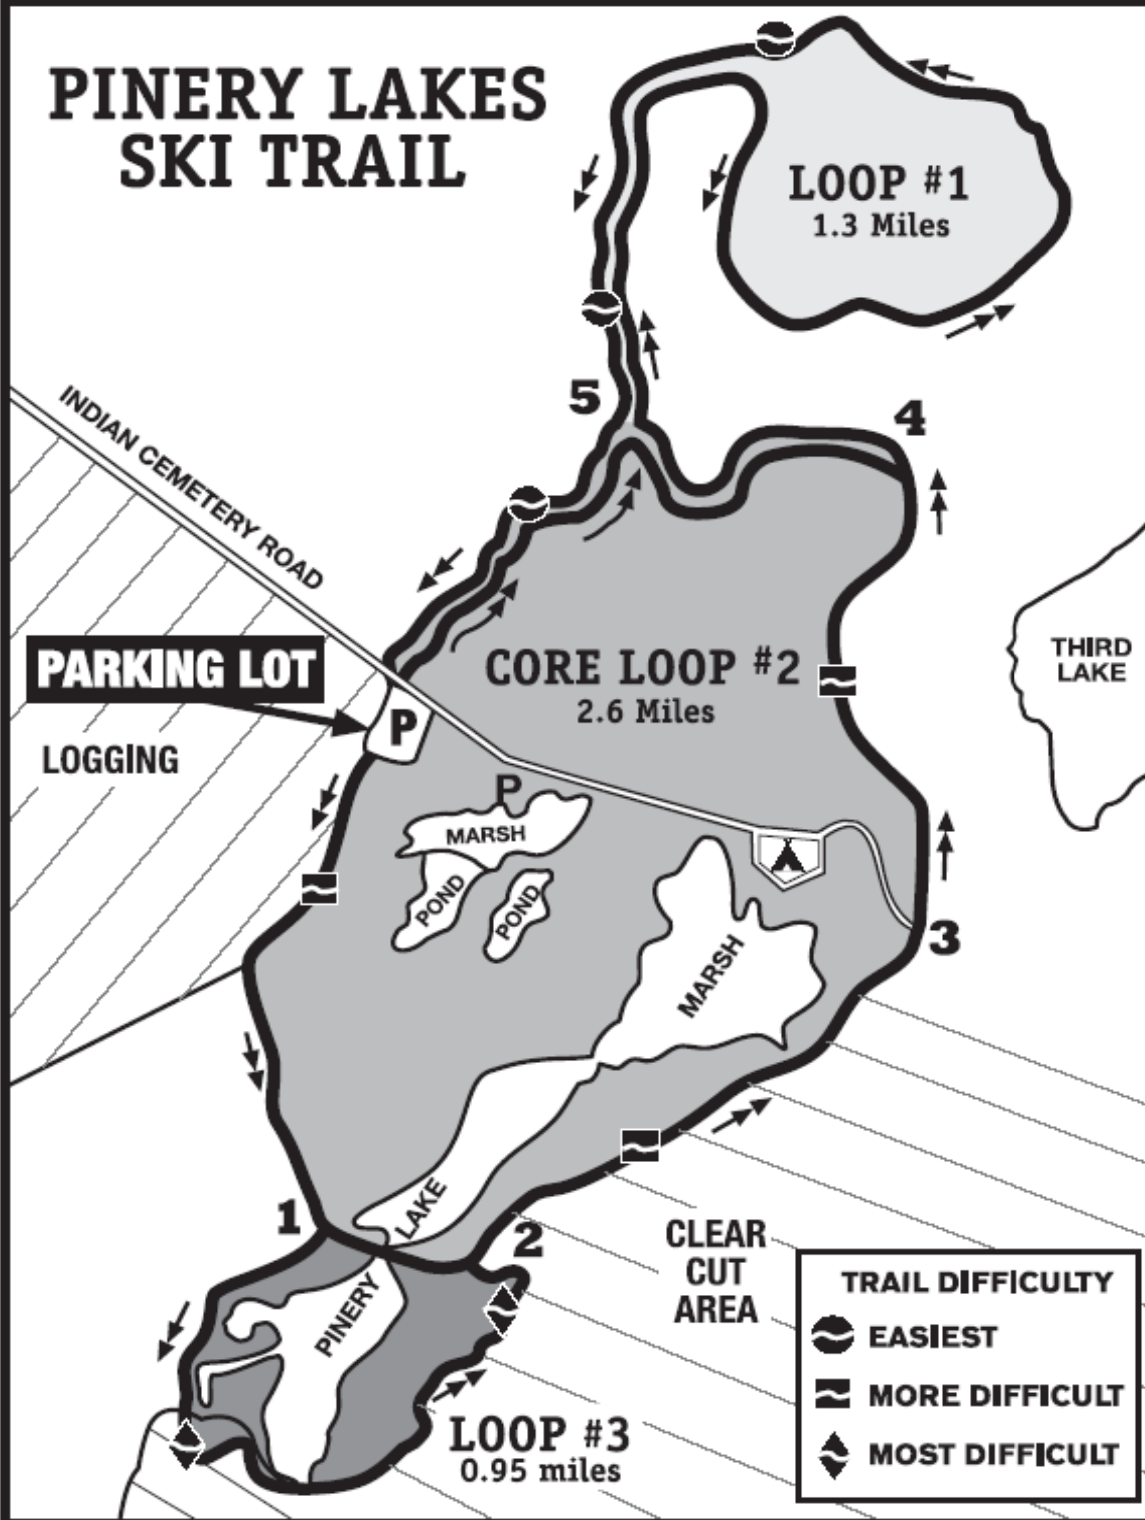 PINERY LAKES
SKI TRAIL
LOOP #1
1.3 Miles
5
4
INDIAN CEMETERY ROAD
THIRD
LAKE
PARKING LOT
CORE LOOP #2
2.6 Miles
P
LOGGING
P
MARSH
POND
POND
3
MARSH
LAKE
1
2
CLEAR
CUT
AREA
PINERY
LOOP #3
0.95 miles
TRAIL DIFFICULTY
EASIEST
MORE DIFFICULT
MOST DIFFICULT